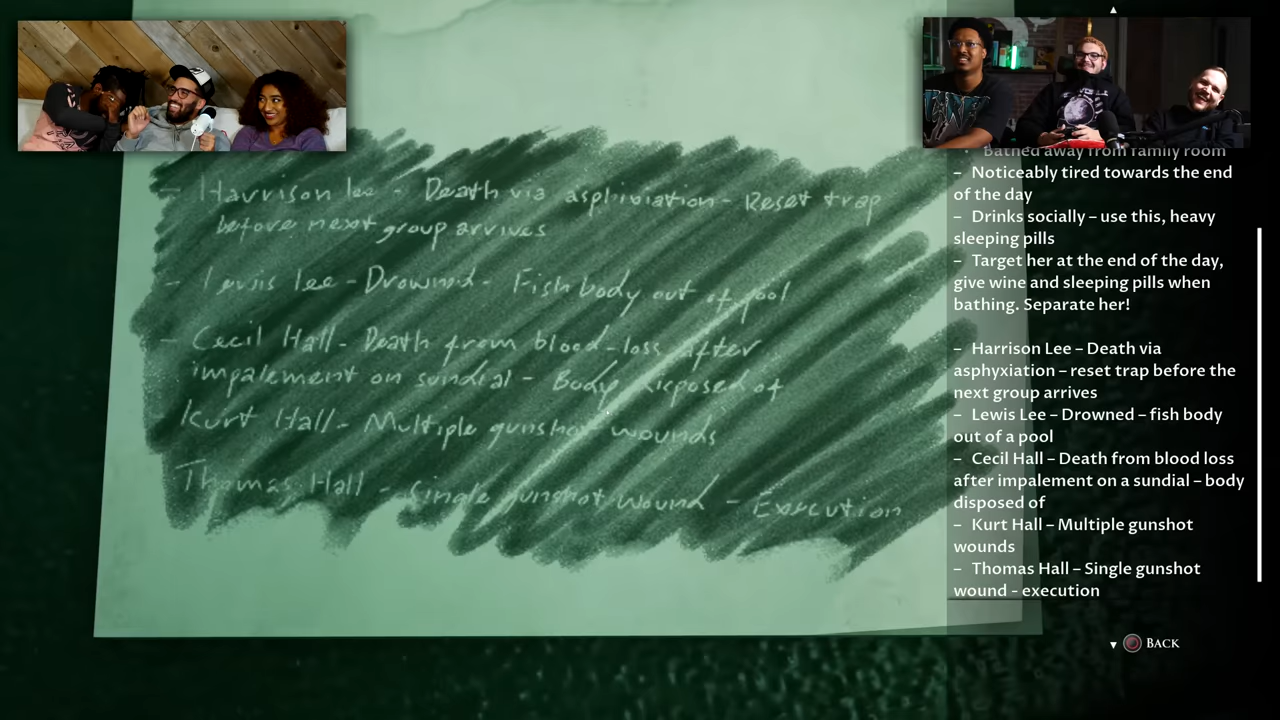 – Harrison lee - Death via asphixiation - Reset trap
before next group arrives
- Lewis lee - Drowned - Fish body out of pool
- Cecil Hall - Death from blood-loss after
impalement on sundial - Body disposed of
- Kurt Hall - Multiple gunshot wounds
Thomas Hall - Single gunshot wound - Execution
Bathed away from family room
– Noticeably tired towards the end
of the day
– Drinks socially – use this, heavy
sleeping pills
– Target her at the end of the day,
give wine and sleeping pills when
bathing. Separate her!
– Harrison Lee – Death via
asphyxiation – reset trap before the
next group arrives
– Lewis Lee – Drowned – fish body
out of a pool
– Cecil Hall – Death from blood loss
after impalement on a sundial – body
disposed of
– Kurt Hall – Multiple gunshot
wounds
– Thomas Hall – Single gunshot
wound - execution
BACK